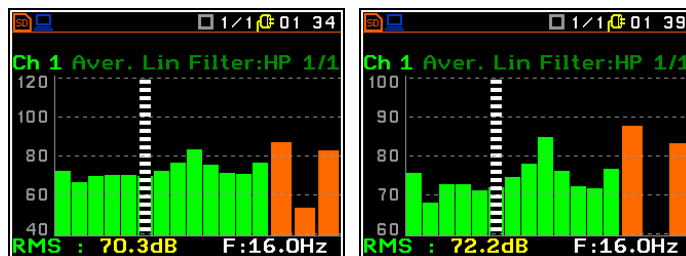 SD 1/1 01 34
Ch 1 Aver. Lin Filter:HP 1/1
120
100
80
60
40
RMS : 70.3dB F:16.0Hz
SD 1/1 01 39
Ch 1 Aver. Lin Filter:HP 1/1
100
90
80
70
60
RMS : 72.2dB F:16.0Hz